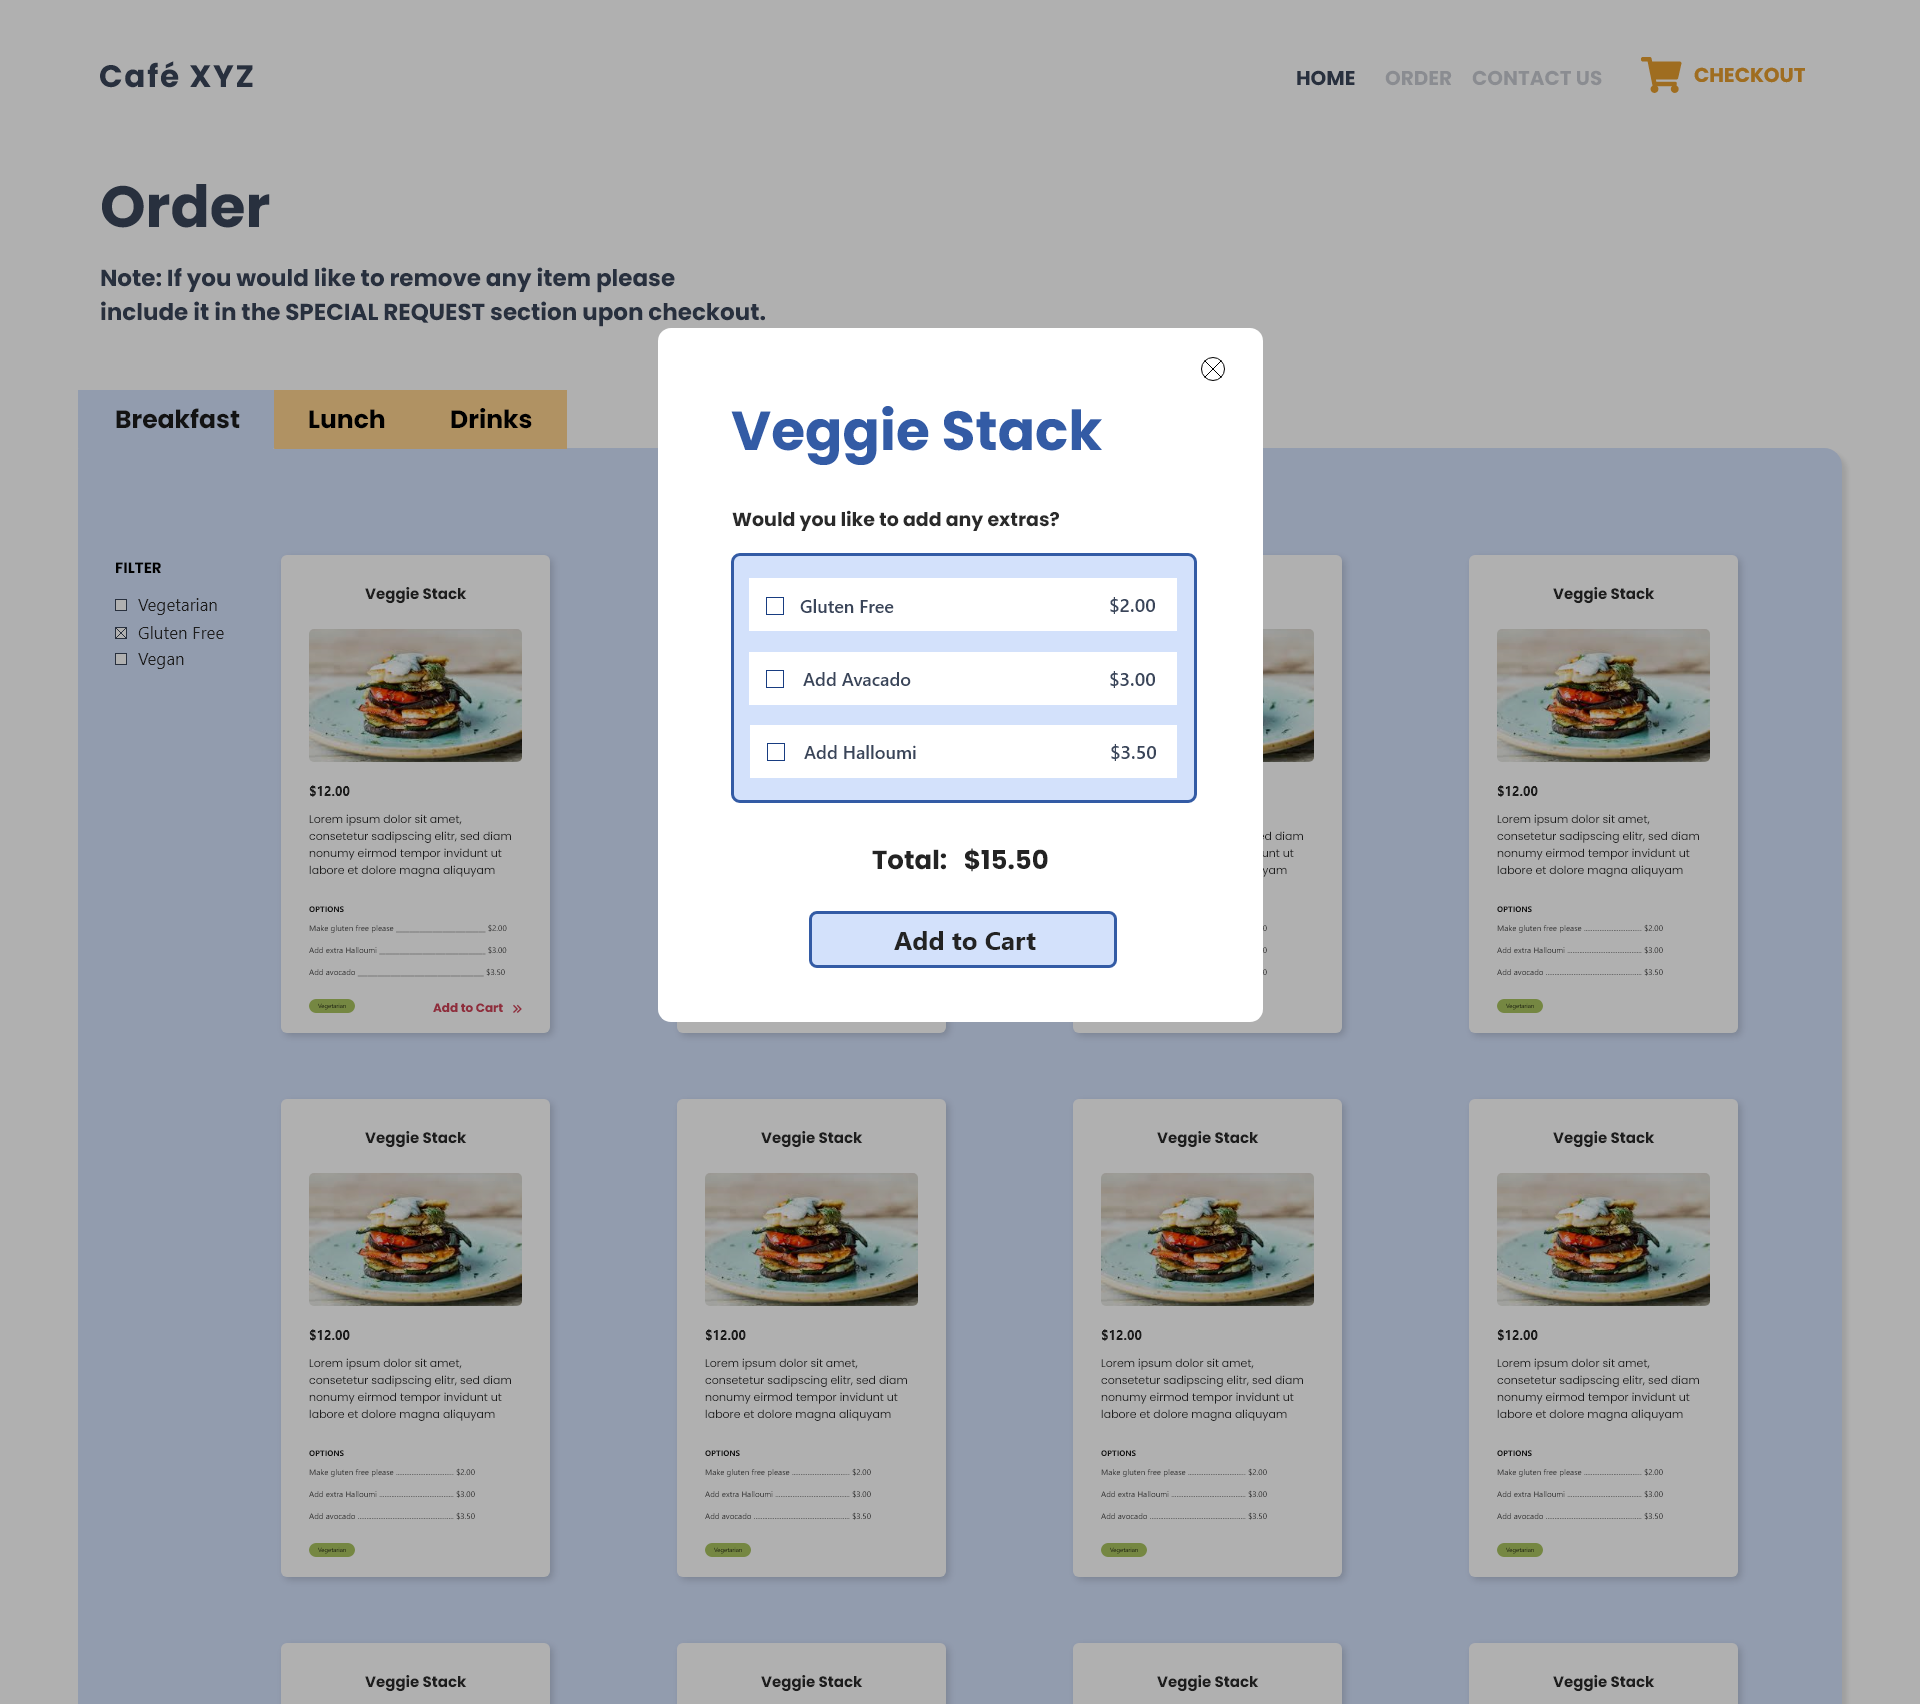 Café XYZ
HOME ORDER CONTACT US CHECKOUT
Order
Note: If you would like to remove any item please
include it in the SPECIAL REQUEST section upon checkout.
Breakfast Lunch Drinks
Veggie Stack
Would you like to add any extras?
Gluten Free $2.00
Add Avacado $3.00
Add Halloumi $3.50
Total: $15.50
Add to Cart
FILTER
Vegetarian
Gluten Free
Vegan
Veggie Stack
$12.00
Lorem ipsum dolor sit amet,
consetetur sadipscing elitr, sed diam
nonumy eirmod tempor invidunt ut
labore et dolore magna aliquyam
OPTIONS
Make gluten free please $2.00
Add extra Halloumi $3.00
Add avocado $3.50
Vegetarian Add to Cart »
d diam
unt ut
yam
0
0
Veggie Stack
$12.00
Lorem ipsum dolor sit amet,
consetetur sadipscing elitr, sed diam
nonumy eirmod tempor invidunt ut
labore et dolore magna aliquyam
OPTIONS
Make gluten free please $2.00
Add extra Halloumi $3.00
Add avocado $3.50
Vegetarian
Veggie Stack
$12.00
Lorem ipsum dolor sit amet,
consetetur sadipscing elitr, sed diam
nonumy eirmod tempor invidunt ut
labore et dolore magna aliquyam
OPTIONS
Make gluten free please $2.00
Add extra Halloumi $3.00
Add avocado $3.50
Vegetarian
Veggie Stack
$12.00
Lorem ipsum dolor sit amet,
consetetur sadipscing elitr, sed diam
nonumy eirmod tempor invidunt ut
labore et dolore magna aliquyam
OPTIONS
Make gluten free please $2.00
Add extra Halloumi $3.00
Add avocado $3.50
Vegetarian
Veggie Stack
$12.00
Lorem ipsum dolor sit amet,
consetetur sadipscing elitr, sed diam
nonumy eirmod tempor invidunt ut
labore et dolore magna aliquyam
OPTIONS
Make gluten free please $2.00
Add extra Halloumi $3.00
Add avocado $3.50
Vegetarian
Veggie Stack
$12.00
Lorem ipsum dolor sit amet,
consetetur sadipscing elitr, sed diam
nonumy eirmod tempor invidunt ut
labore et dolore magna aliquyam
OPTIONS
Make gluten free please $2.00
Add extra Halloumi $3.00
Add avocado $3.50
Vegetarian
Veggie Stack
Veggie Stack
Veggie Stack
Veggie Stack